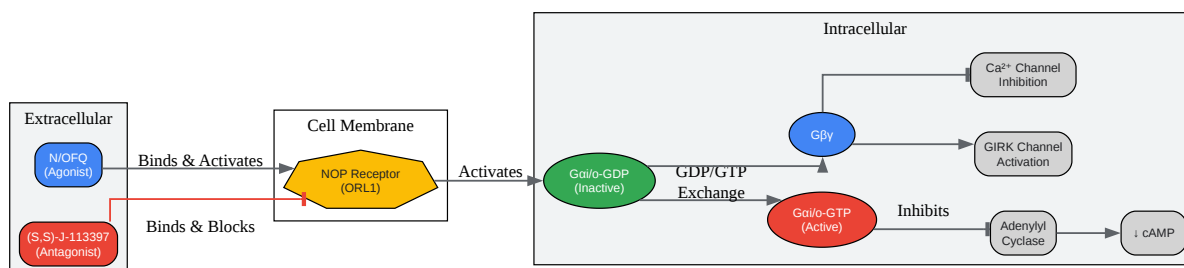 Extracellular
N/OFQ
(Agonist)
(S,S)-J-113397
(Antagonist)
Binds & Activates
Binds & Blocks
Cell Membrane
NOP Receptor
(ORL1)
Activates
Intracellular
Gαi/o-GDP
(Inactive)
GDP/GTP
Exchange
Gβγ
Gαi/o-GTP
(Active)
Inhibits
Ca²⁺ Channel
Inhibition
GIRK Channel
Activation
Adenylyl
Cyclase
↓ cAMP